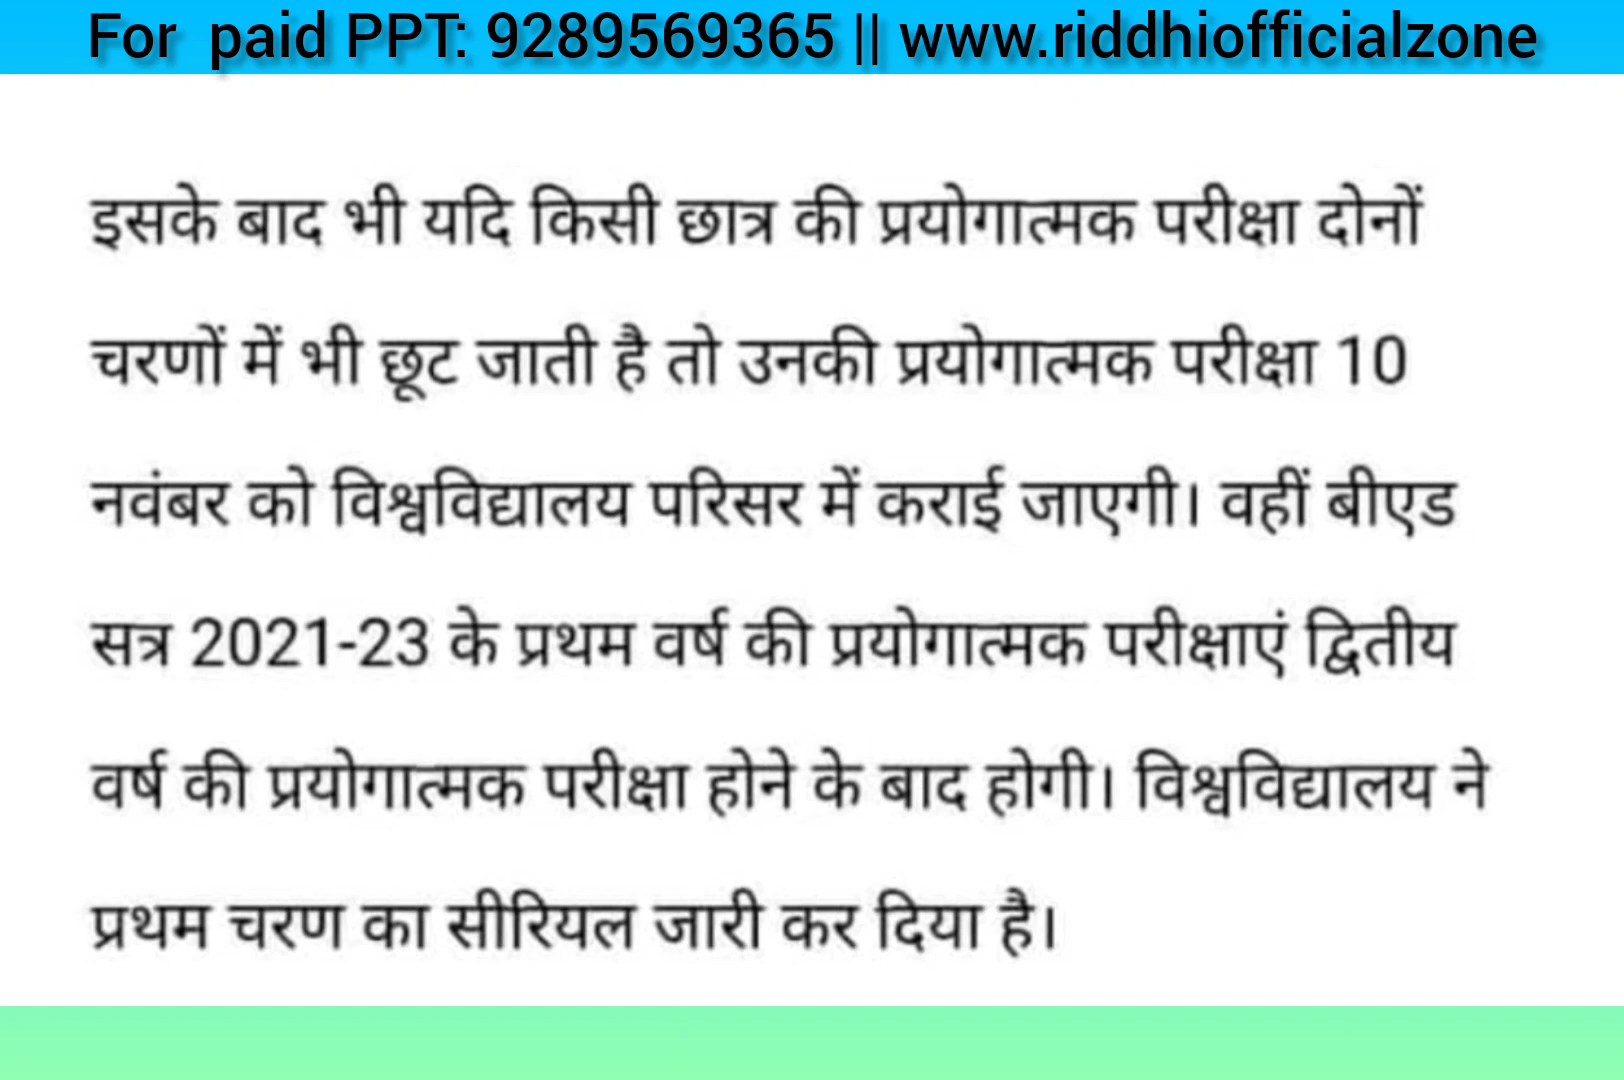 For paid PPT: 9289569365 || www.riddhiofficialzone
इसके बाद भी यदि किसी छात्र की प्रयोगात्मक परीक्षा दोनों
चरणों में भी छूट जाती है तो उनकी प्रयोगात्मक परीक्षा 10
नवंबर को विश्वविद्यालय परिसर में कराई जाएगी। वहीं बीएड
सत्र 2021-23 के प्रथम वर्ष की प्रयोगात्मक परीक्षाएं द्वितीय
वर्ष की प्रयोगात्मक परीक्षा होने के बाद होगी। विश्वविद्यालय ने
प्रथम चरण का सीरियल जारी कर दिया है।